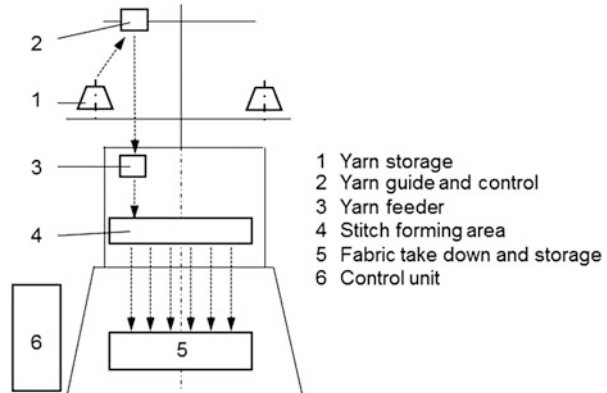 2
1
3
4
6
5
1 Yarn storage
2 Yarn guide and control
3 Yarn feeder
4 Stitch forming area
5 Fabric take down and storage
6 Control unit